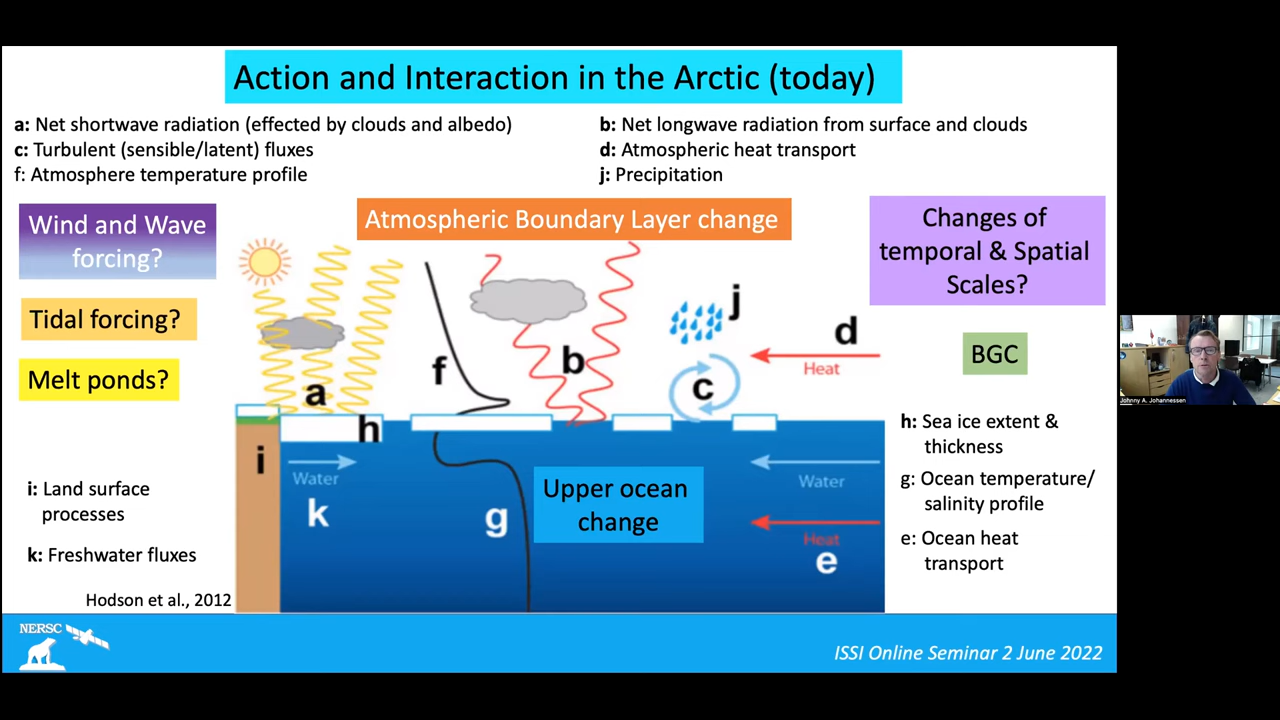 Action and Interaction in the Arctic (today)
a: Net shortwave radiation (effected by clouds and albedo)
b: Net longwave radiation from surface and clouds
c: Turbulent (sensible/latent) fluxes
d: Atmospheric heat transport
f: Atmosphere temperature profile
j: Precipitation
Wind and Wave
forcing?
Atmospheric Boundary Layer change
Changes of
temporal & Spatial
Scales?
Tidal forcing?
Melt ponds?
BGC
j
d
Heat
f
b
a
c
h
i
Water
k
g
Upper ocean
change
Water
Heat
e
h: Sea ice extent &
thickness
g: Ocean temperature/
salinity profile
e: Ocean heat
transport
i: Land surface
processes
k: Freshwater fluxes
Hodson et al., 2012
NERSC
ISSI Online Seminar 2 June 2022
Johnny A. Johannessen